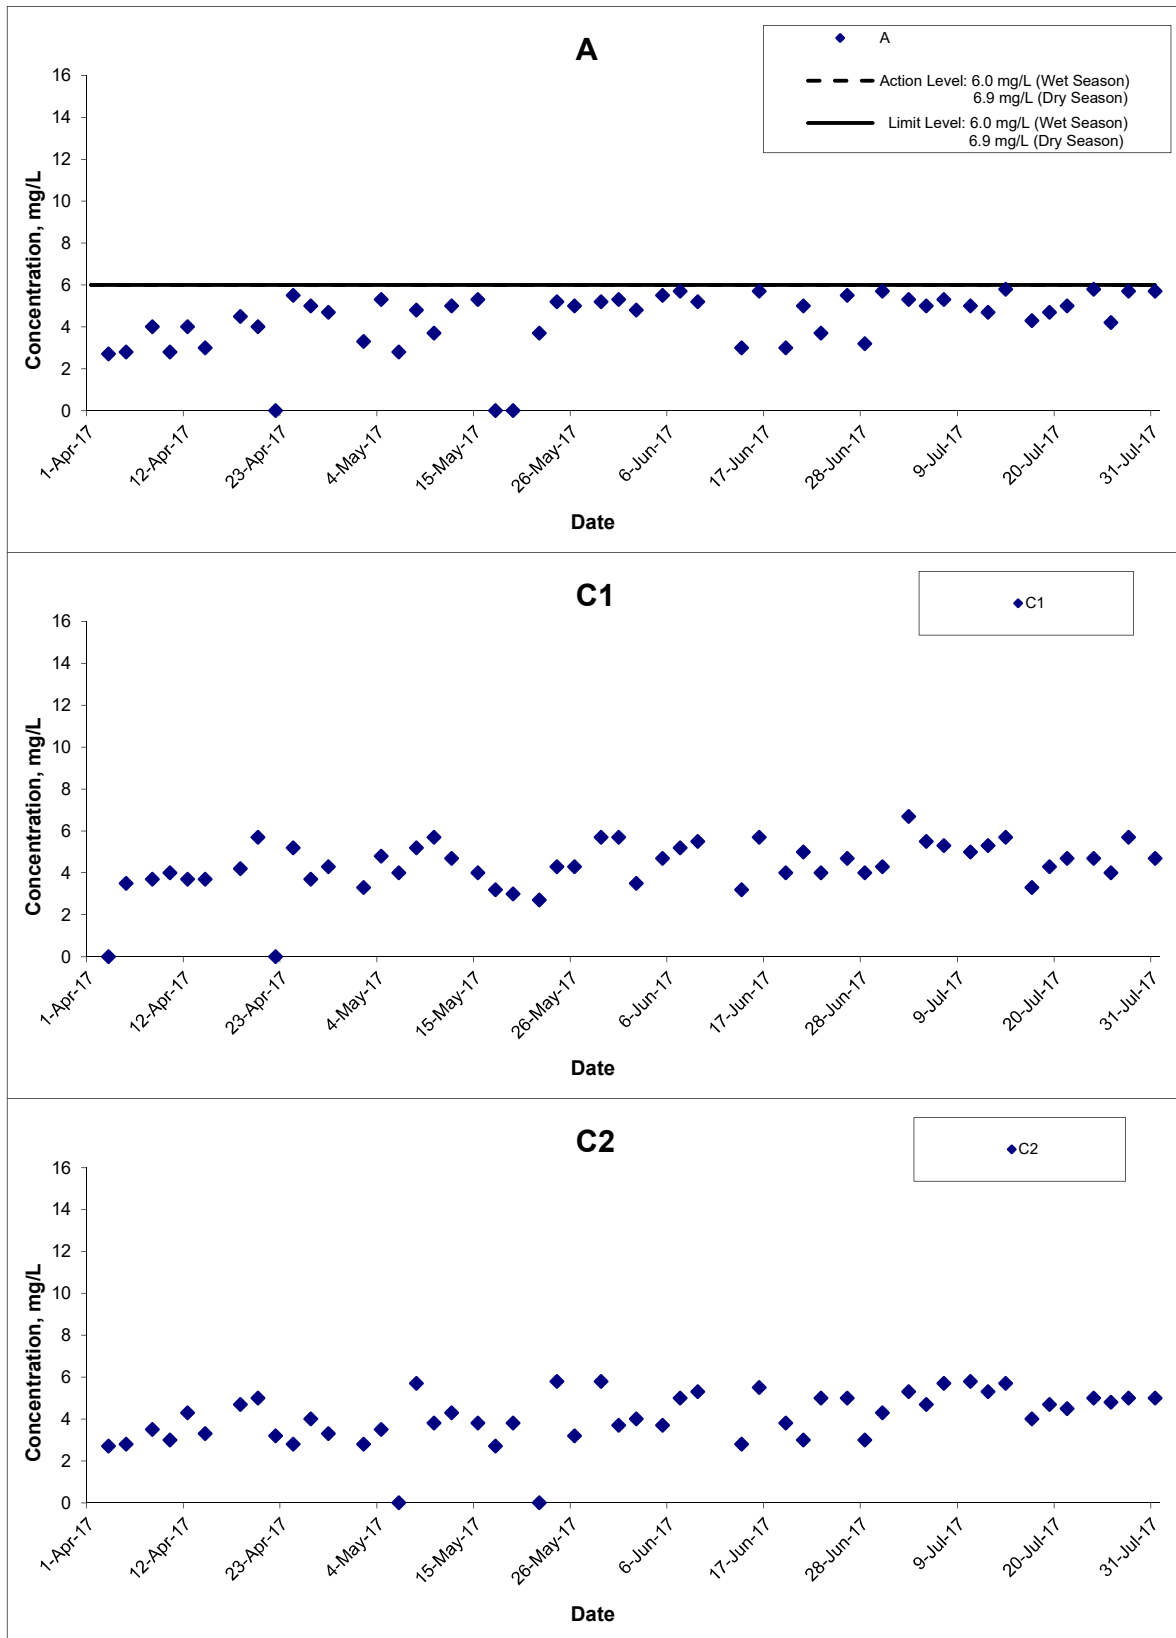 A
A
Action Level: 6.0 mg/L (Wet Season)
6.9 mg/L (Dry Season)
Limit Level: 6.0 mg/L (Wet Season)
6.9 mg/L (Dry Season)
Concentration, mg/L
16
14
12
10
8
6
4
2
0
1-Apr-17
12-Apr-17
23-Apr-17
4-May-17
15-May-17
26-May-17
6-Jun-17
17-Jun-17
28-Jun-17
9-Jul-17
20-Jul-17
31-Jul-17
Date
C1
C1
Concentration, mg/L
16
14
12
10
8
6
4
2
0
1-Apr-17
12-Apr-17
23-Apr-17
4-May-17
15-May-17
26-May-17
6-Jun-17
17-Jun-17
28-Jun-17
9-Jul-17
20-Jul-17
31-Jul-17
Date
C2
C2
Concentration, mg/L
16
14
12
10
8
6
4
2
0
1-Apr-17
12-Apr-17
23-Apr-17
4-May-17
15-May-17
26-May-17
6-Jun-17
17-Jun-17
28-Jun-17
9-Jul-17
20-Jul-17
31-Jul-17
Date